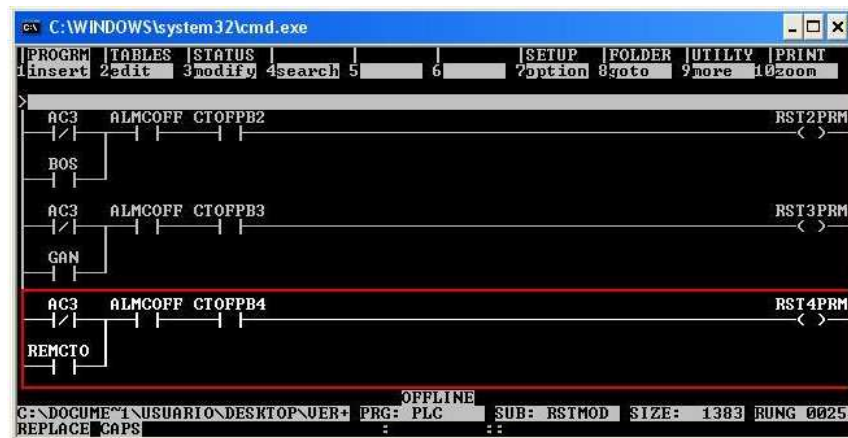 C:\WINDOWS\system32\cmd.exe
|PROGRM |TABLES |STATUS | | | |SETUP |FOLDER |UTILTY |PRINT
1insert 2edit 3modify 4search 5 6 7option 8goto 9more 10zoom
>
AC3 ALMCOFF CTOFPB2 RST2PRM
BOS
AC3 ALMCOFF CTOFPB3 RST3PRM
GAN
AC3 ALMCOFF CTOFPB4 RST4PRM
REMCTO
OFFLINE
C:\DOCUME~1\USUARIO\DESKTOP\VER+ PRG: PLC SUB: RSTMOD SIZE: 1383 RUNG 0025
REPLACE CAPS : ::